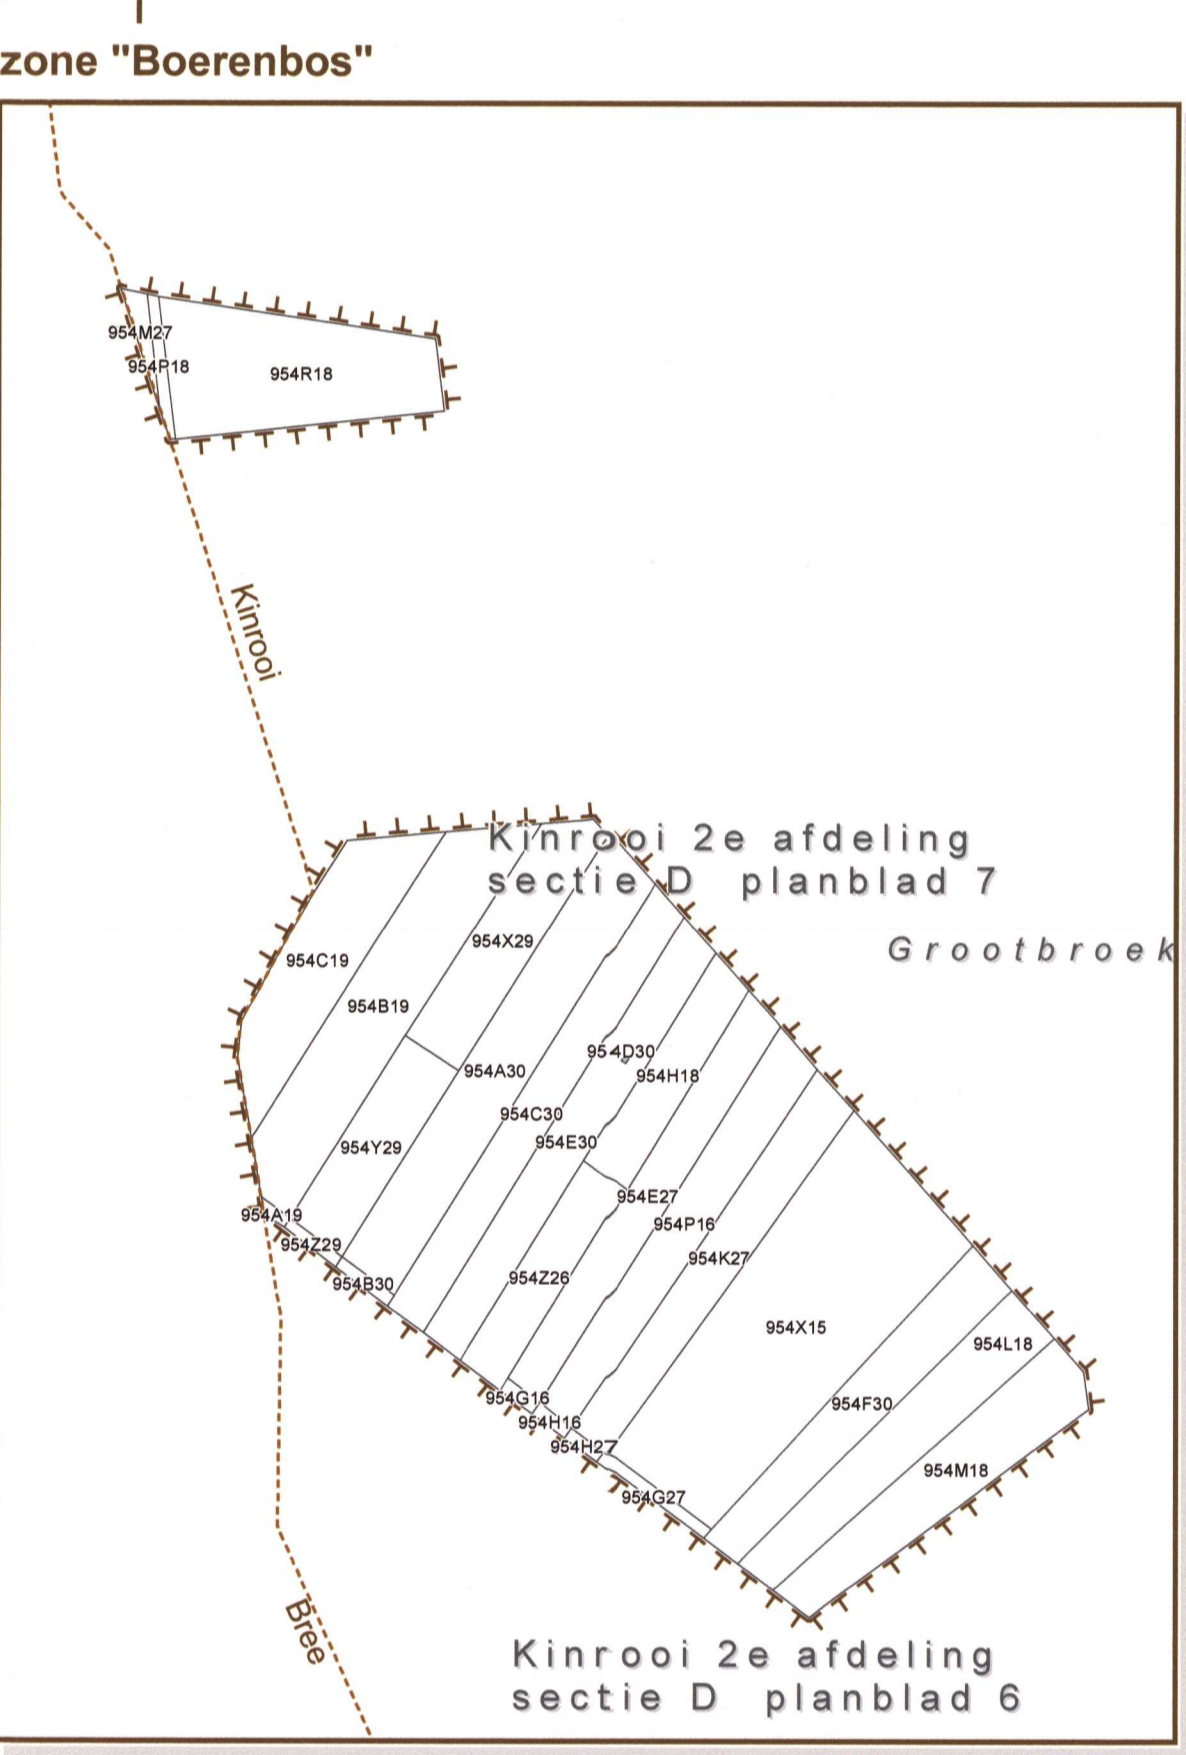 zone "Boerenbos"
954M27
954P18
954R18
Kinrooi
Kinrooi 2e afdeling
sectie D planblad 7
Grootbroek
954X29
954C19
954B19
954D30
954A30
954H18
954C30
954E30
954Y29
954E27
954A19
954P16
954Z29
954K27
954B30
954Z26
954X15
954L18
954G16
954F30
954H16
954H27
954M18
954G27
Bree
Kinrooi 2e afdeling
sectie D planblad 6